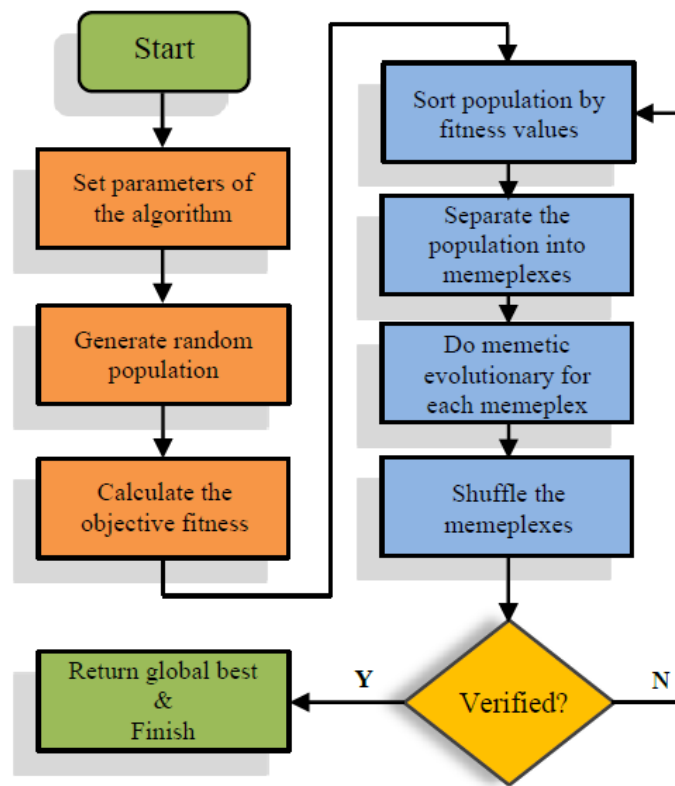 Start
Set parameters of
the algorithm
Generate random
population
Calculate the
objective fitness
Sort population by
fitness values
Separate the
population into
memeplexes
Do memetic
evolutionary for
each memeplex
Shuffle the
memeplexes
Verified?
Y
N
Return global best
&
Finish